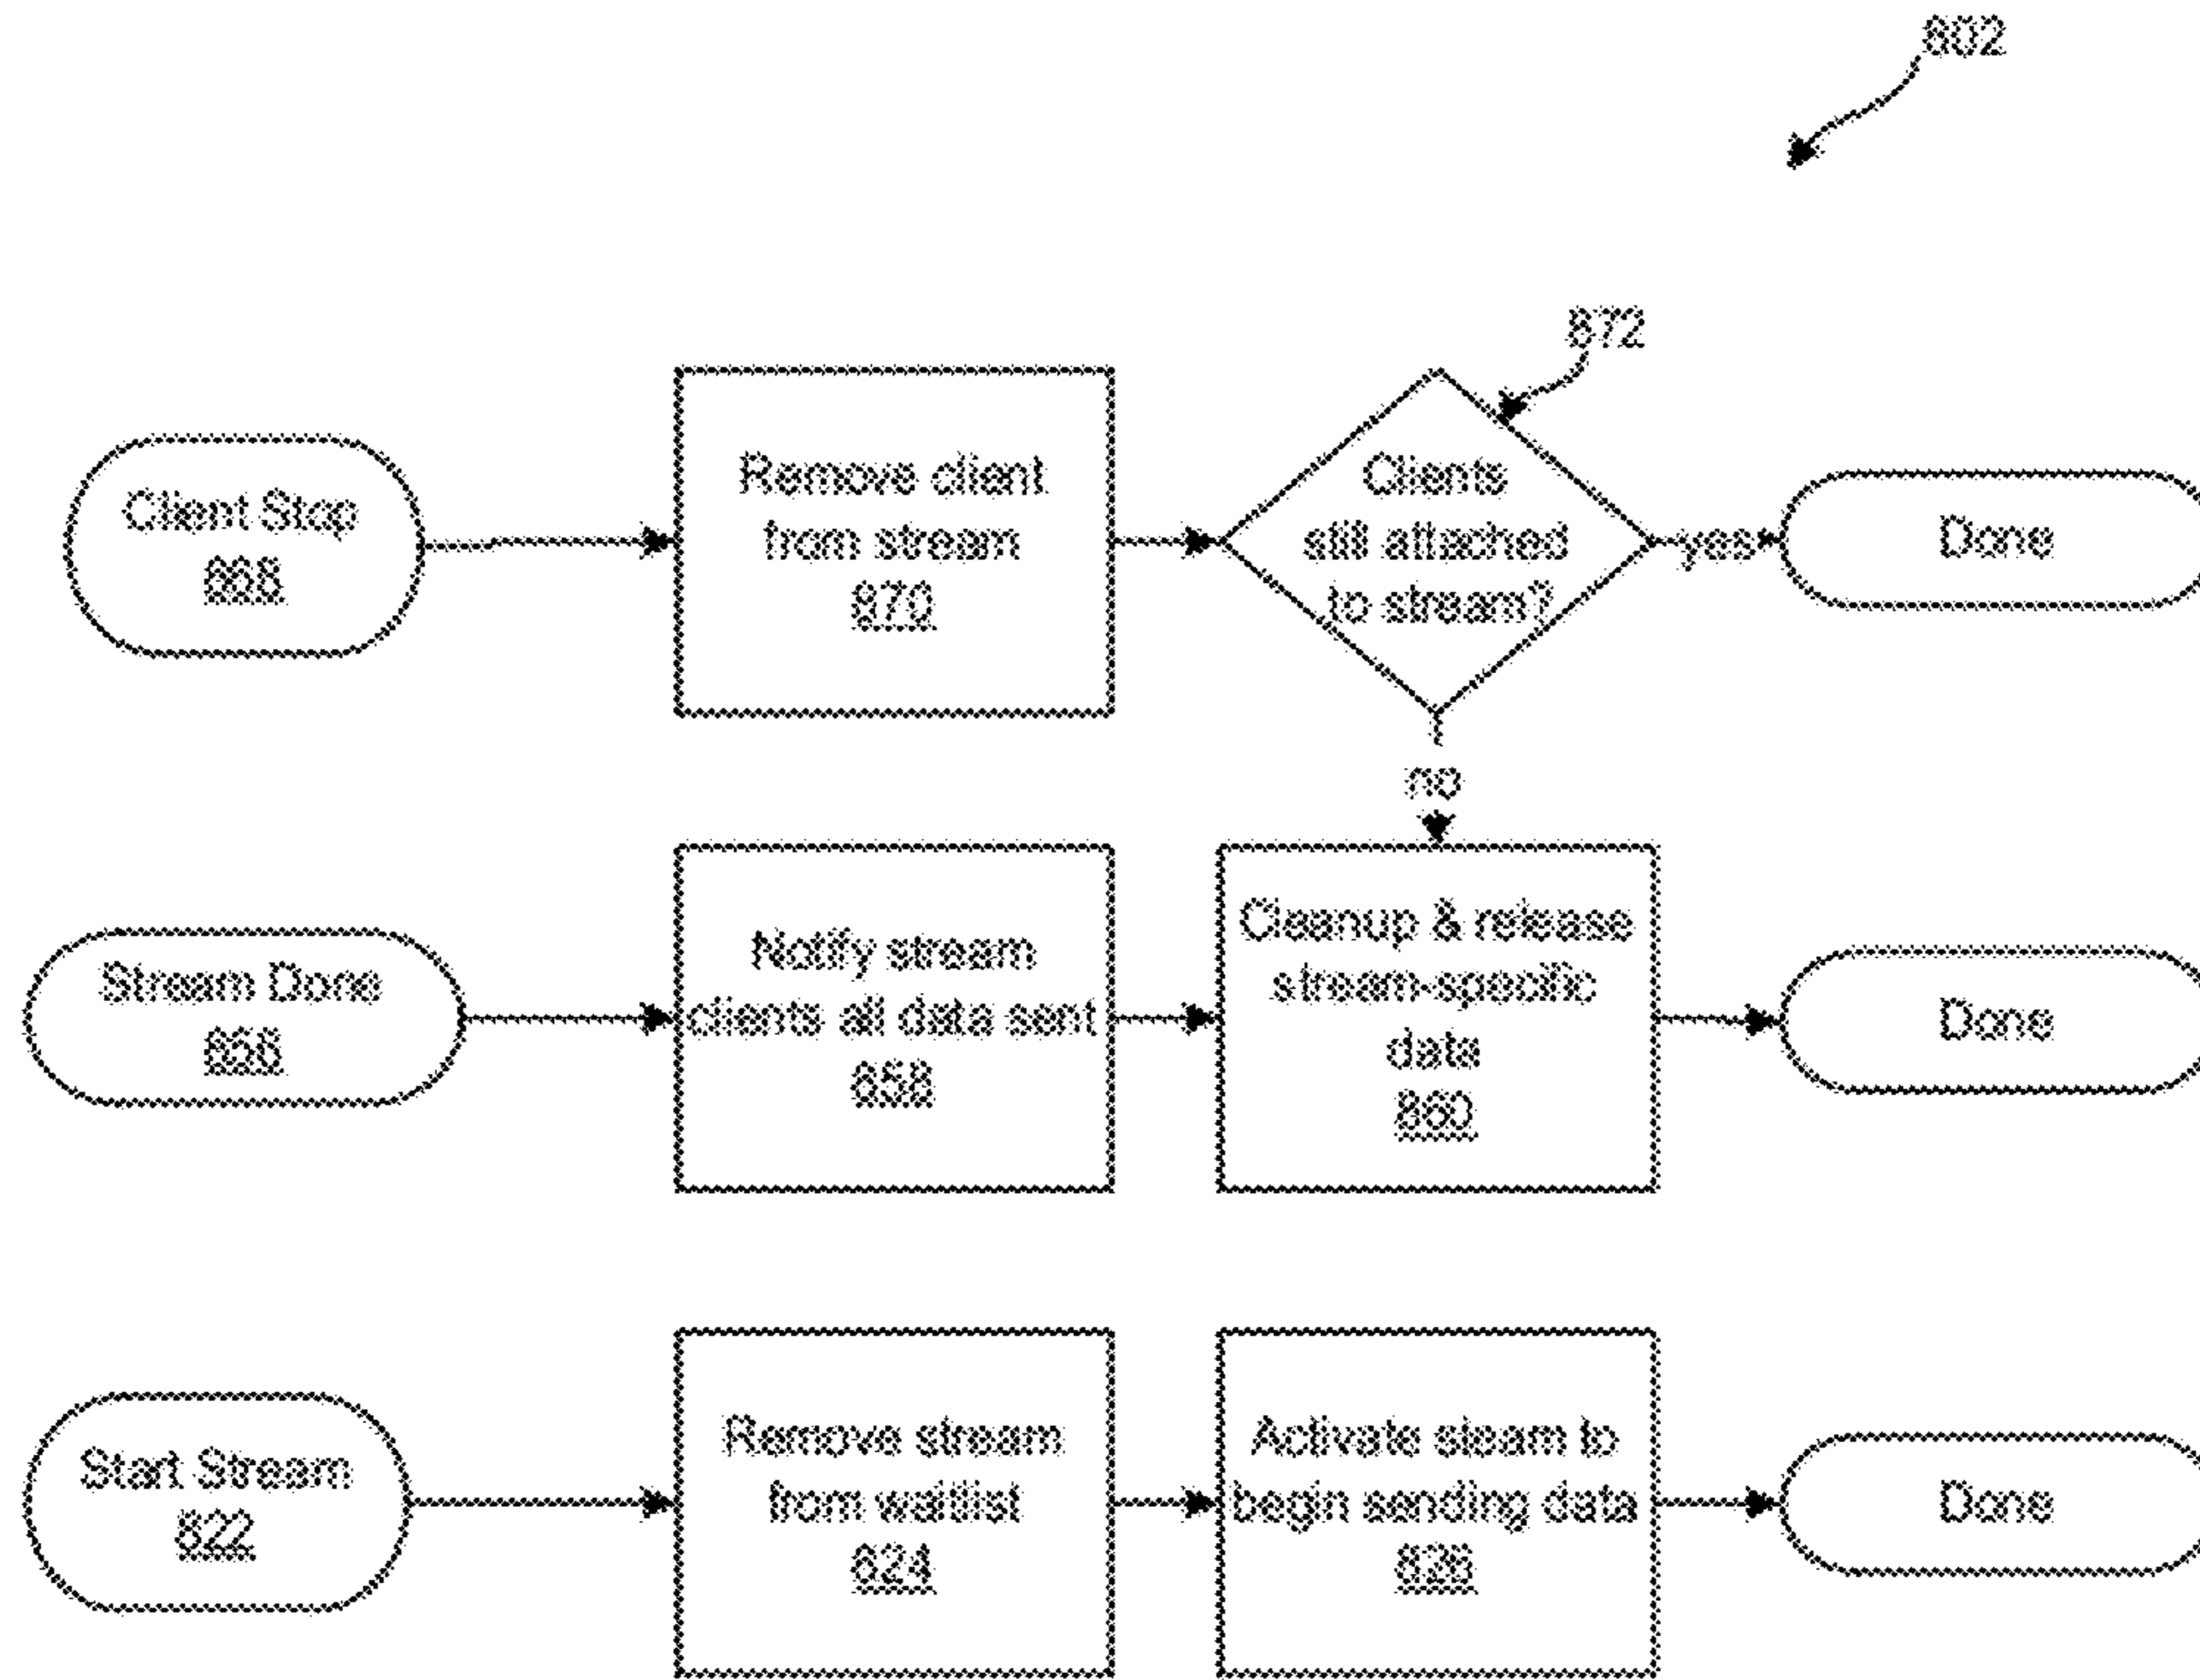 802
872
Client Stop
868
Remove client
from stream
870
Clients
still attached
to stream?
yes
Done
no
Stream Done
856
Notify stream
clients all data sent
858
Cleanup & release
stream-specific
data
860
Done
Start Stream
822
Remove stream
from waitlist
824
Activate steam to
begin sending data
826
Done